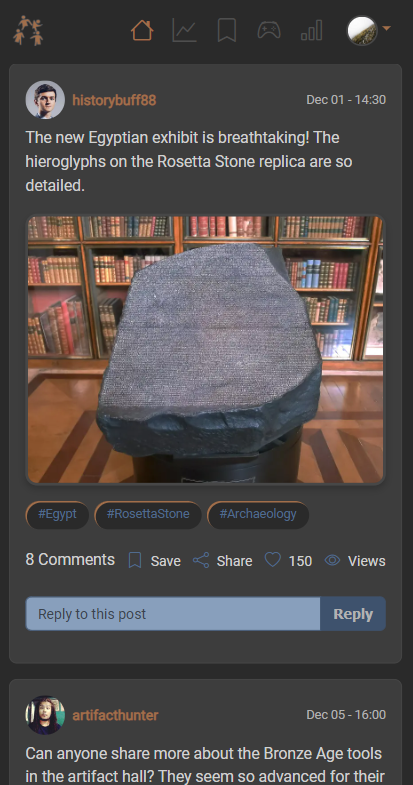 historybuff88
Dec 01 - 14:30
The new Egyptian exhibit is breathtaking! The
hieroglyphs on the Rosetta Stone replica are so
detailed.
#Egypt #RosettaStone #Archaeology
8 Comments Save Share 150 Views
Reply to this post Reply
artifacthunter
Dec 05 - 16:00
Can anyone share more about the Bronze Age tools
in the artifact hall? They seem so advanced for their